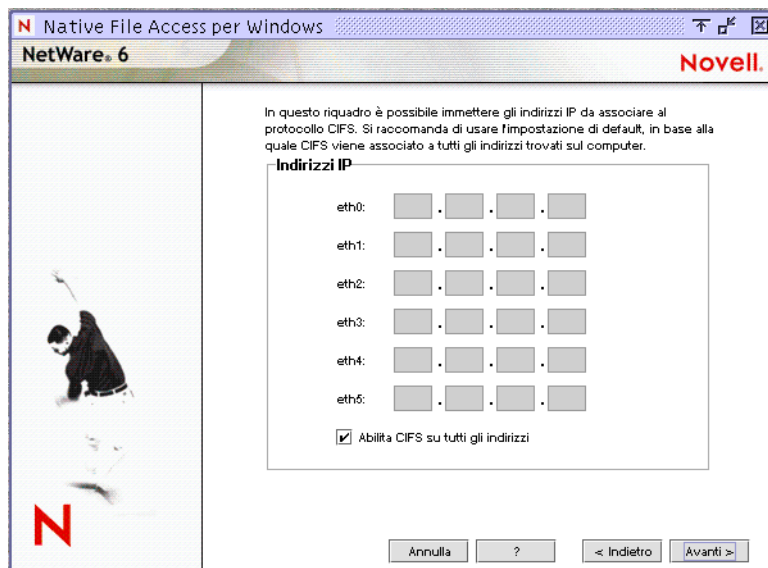 N Native File Access per Windows
NetWare® 6
Novell®
In questo riquadro è possibile immettere gli indirizzi IP da associare al
protocollo CIFS. Si raccomanda di usare l'impostazione di default, in base alla
quale CIFS viene associato a tutti gli indirizzi trovati sul computer.
Indirizzi IP
eth0: . . .
eth1: . . .
eth2: . . .
eth3: . . .
eth4: . . .
eth5: . . .
Abilita CIFS su tutti gli indirizzi
N
Annulla ? < Indietro Avanti >